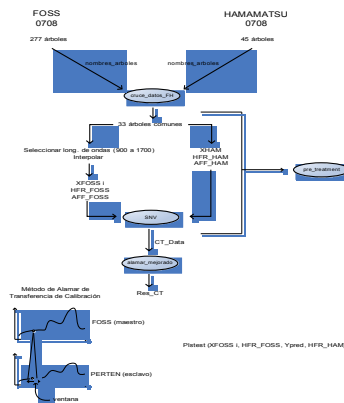 FOSS
0708
HAMAMATSU
0708
277 árboles
45 árboles
nombres_arboles
nombres_arboles
cruce_datos_FH
33 árboles comunes
Seleccionar long. de ondas (900 a 1700)
Interpolar
XHAM
HFR_HAM
AFF_HAM
pre_treatment
XFOSS i
HFR_FOSS
AFF_FOSS
SNV
CT_Data
alamar_mejorado
Res_CT
Método de Alamar de
Transferencia de Calibración
FOSS (maestro)
Plstest (XFOSS i, HFR_FOSS, Ypred, HFR_HAM)
PERTEN (esclavo)
ventana